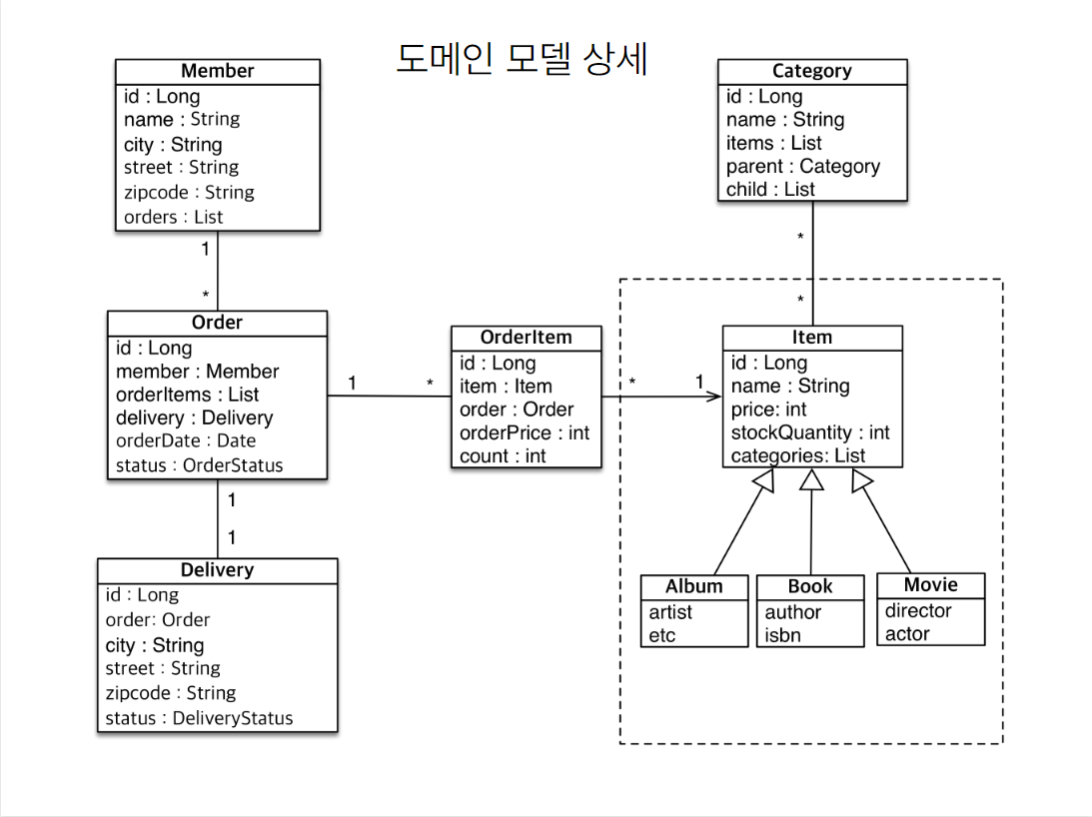 도메인 모델 상세
Member
id : Long
name : String
city : String
street : String
zipcode : String
orders : List
1
*
Order
id : Long
member : Member
orderItems : List
delivery : Delivery
orderDate : Date
status : OrderStatus
1
1
Delivery
id : Long
order: Order
city : String
street : String
zipcode : String
status : DeliveryStatus
1
*
OrderItem
id : Long
item : Item
order : Order
orderPrice : int
count : int
*
1
Category
id : Long
name : String
items : List
parent : Category
child : List
*
*
Item
id : Long
name : String
price: int
stockQuantity : int
categories: List
Album
artist
etc
Book
author
isbn
Movie
director
actor